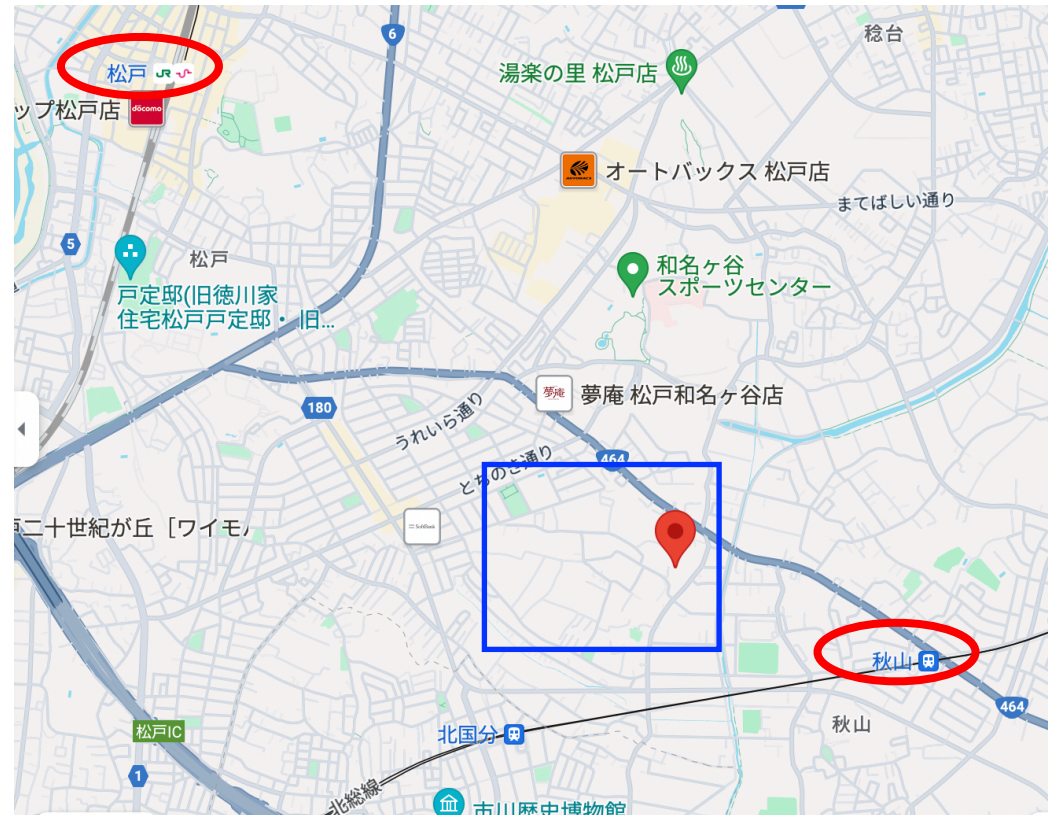 6
稔台
松戸
JR
湯楽の里 松戸店
ップ松戸店
döcomo
オートバックス 松戸店
まてばしい通り
5
松戸
和名ヶ谷
スポーツセンター
戸定邸(旧徳川家
住宅松戸戸定邸・ 旧...
夢庵
夢庵 松戸和名ヶ谷店
180
うれいら通り
とちのき通り
464
SoftBank
二十世紀が丘［ワイモバ
秋山
464
松戸IC
北国分
秋山
1
北総線
市川歴史博物館